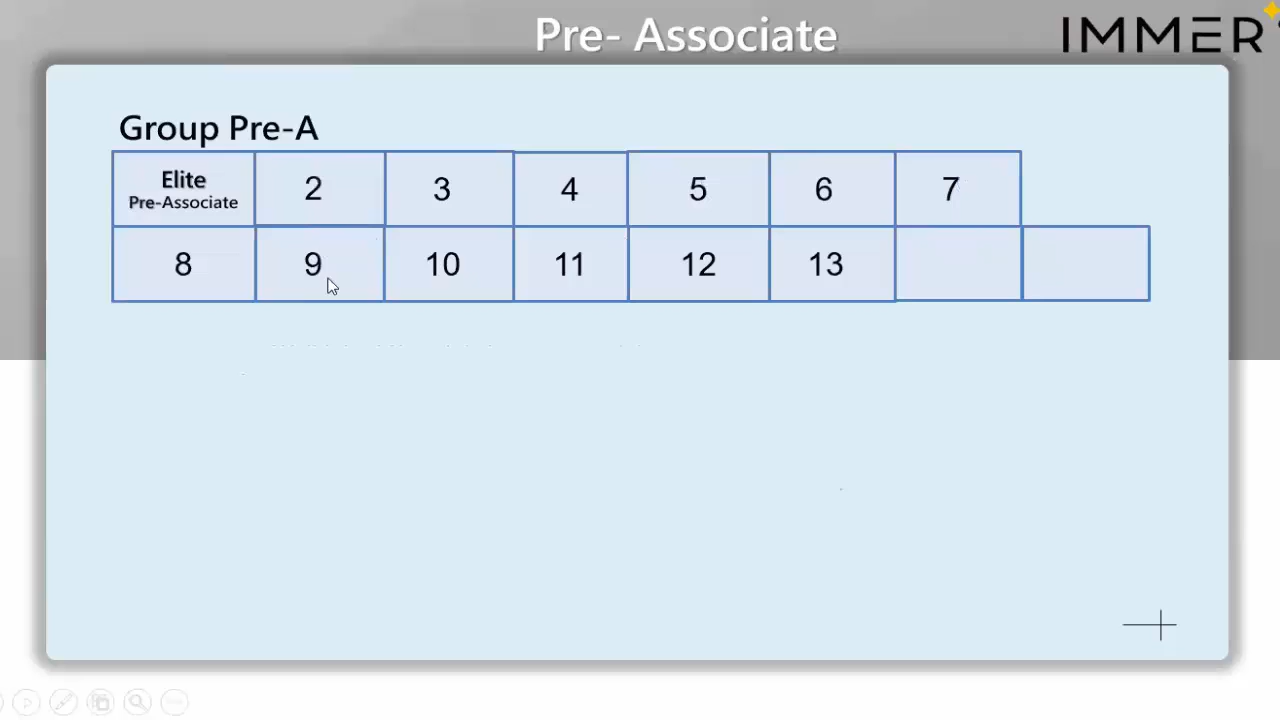 Pre- Associate
IMMER
Group Pre-A
Elite
Pre-Associate
2
3
4
5
6
7
8
9
10
11
12
13